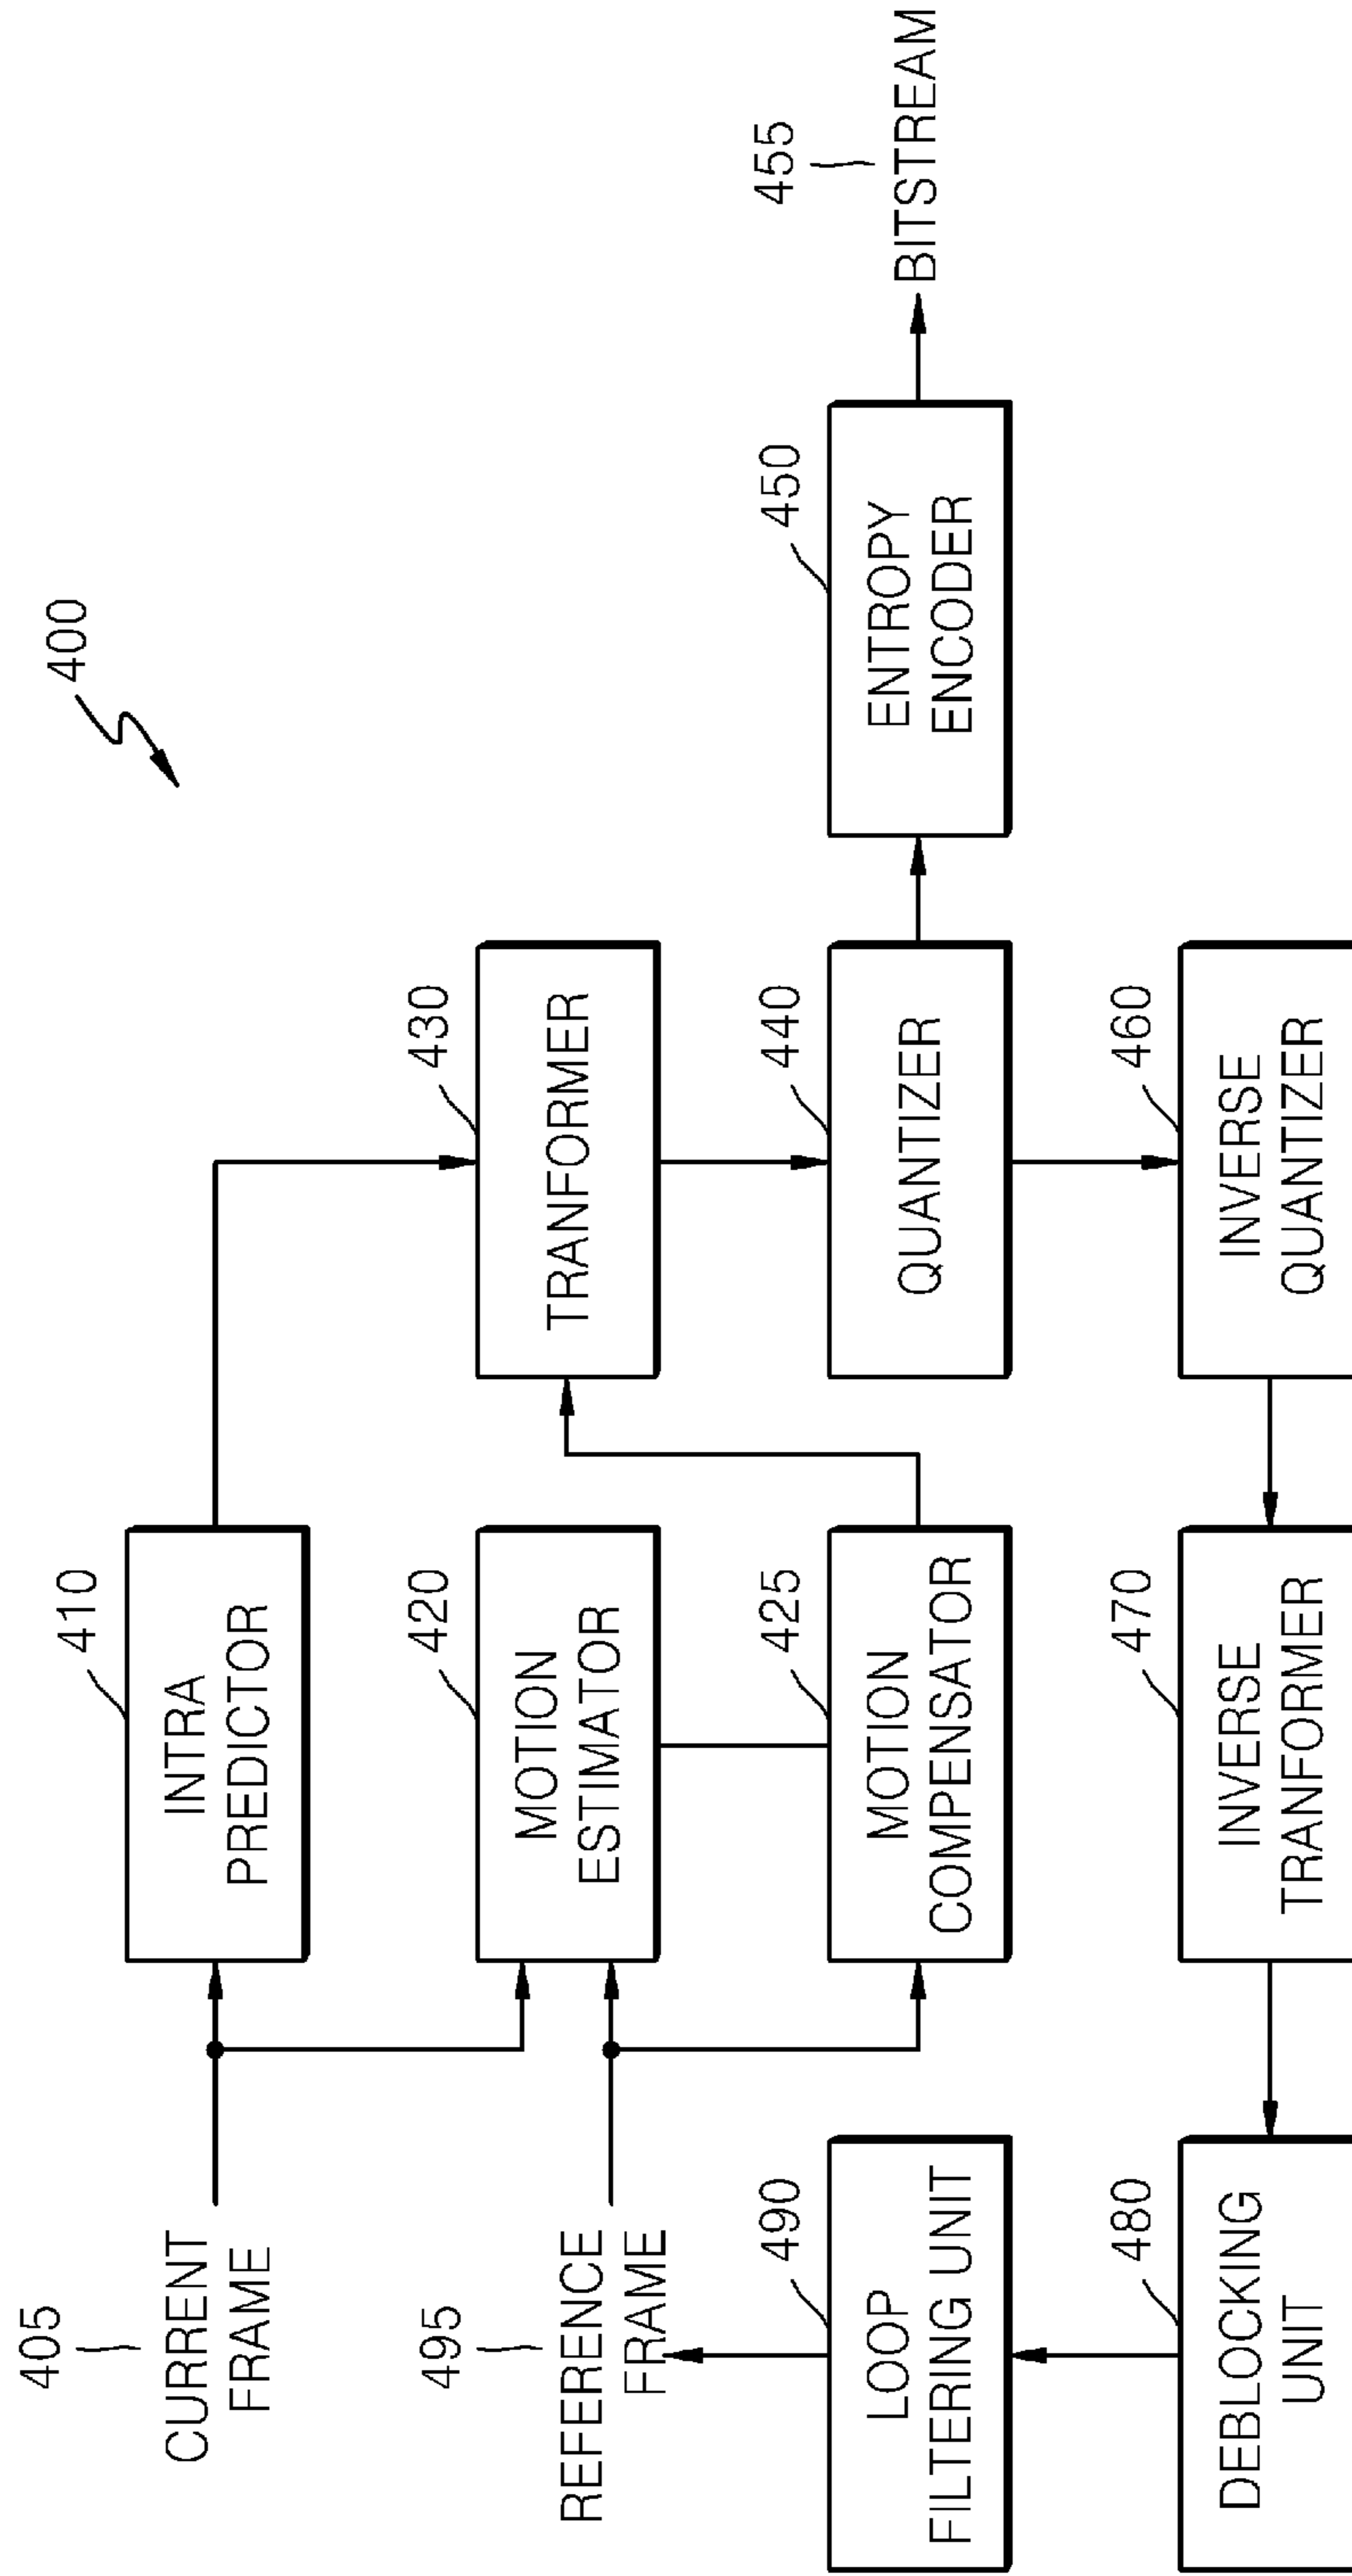 400
405
CURRENT
FRAME
410
INTRA
PREDICTOR
495
REFERENCE
FRAME
420
MOTION
ESTIMATOR
430
TRANFORMER
490
LOOP
FILTERING UNIT
425
MOTION
COMPENSATOR
440
QUANTIZER
450
ENTROPY
ENCODER
455
BITSTREAM
480
DEBLOCKING
UNIT
470
INVERSE
TRANFORMER
460
INVERSE
QUANTIZER